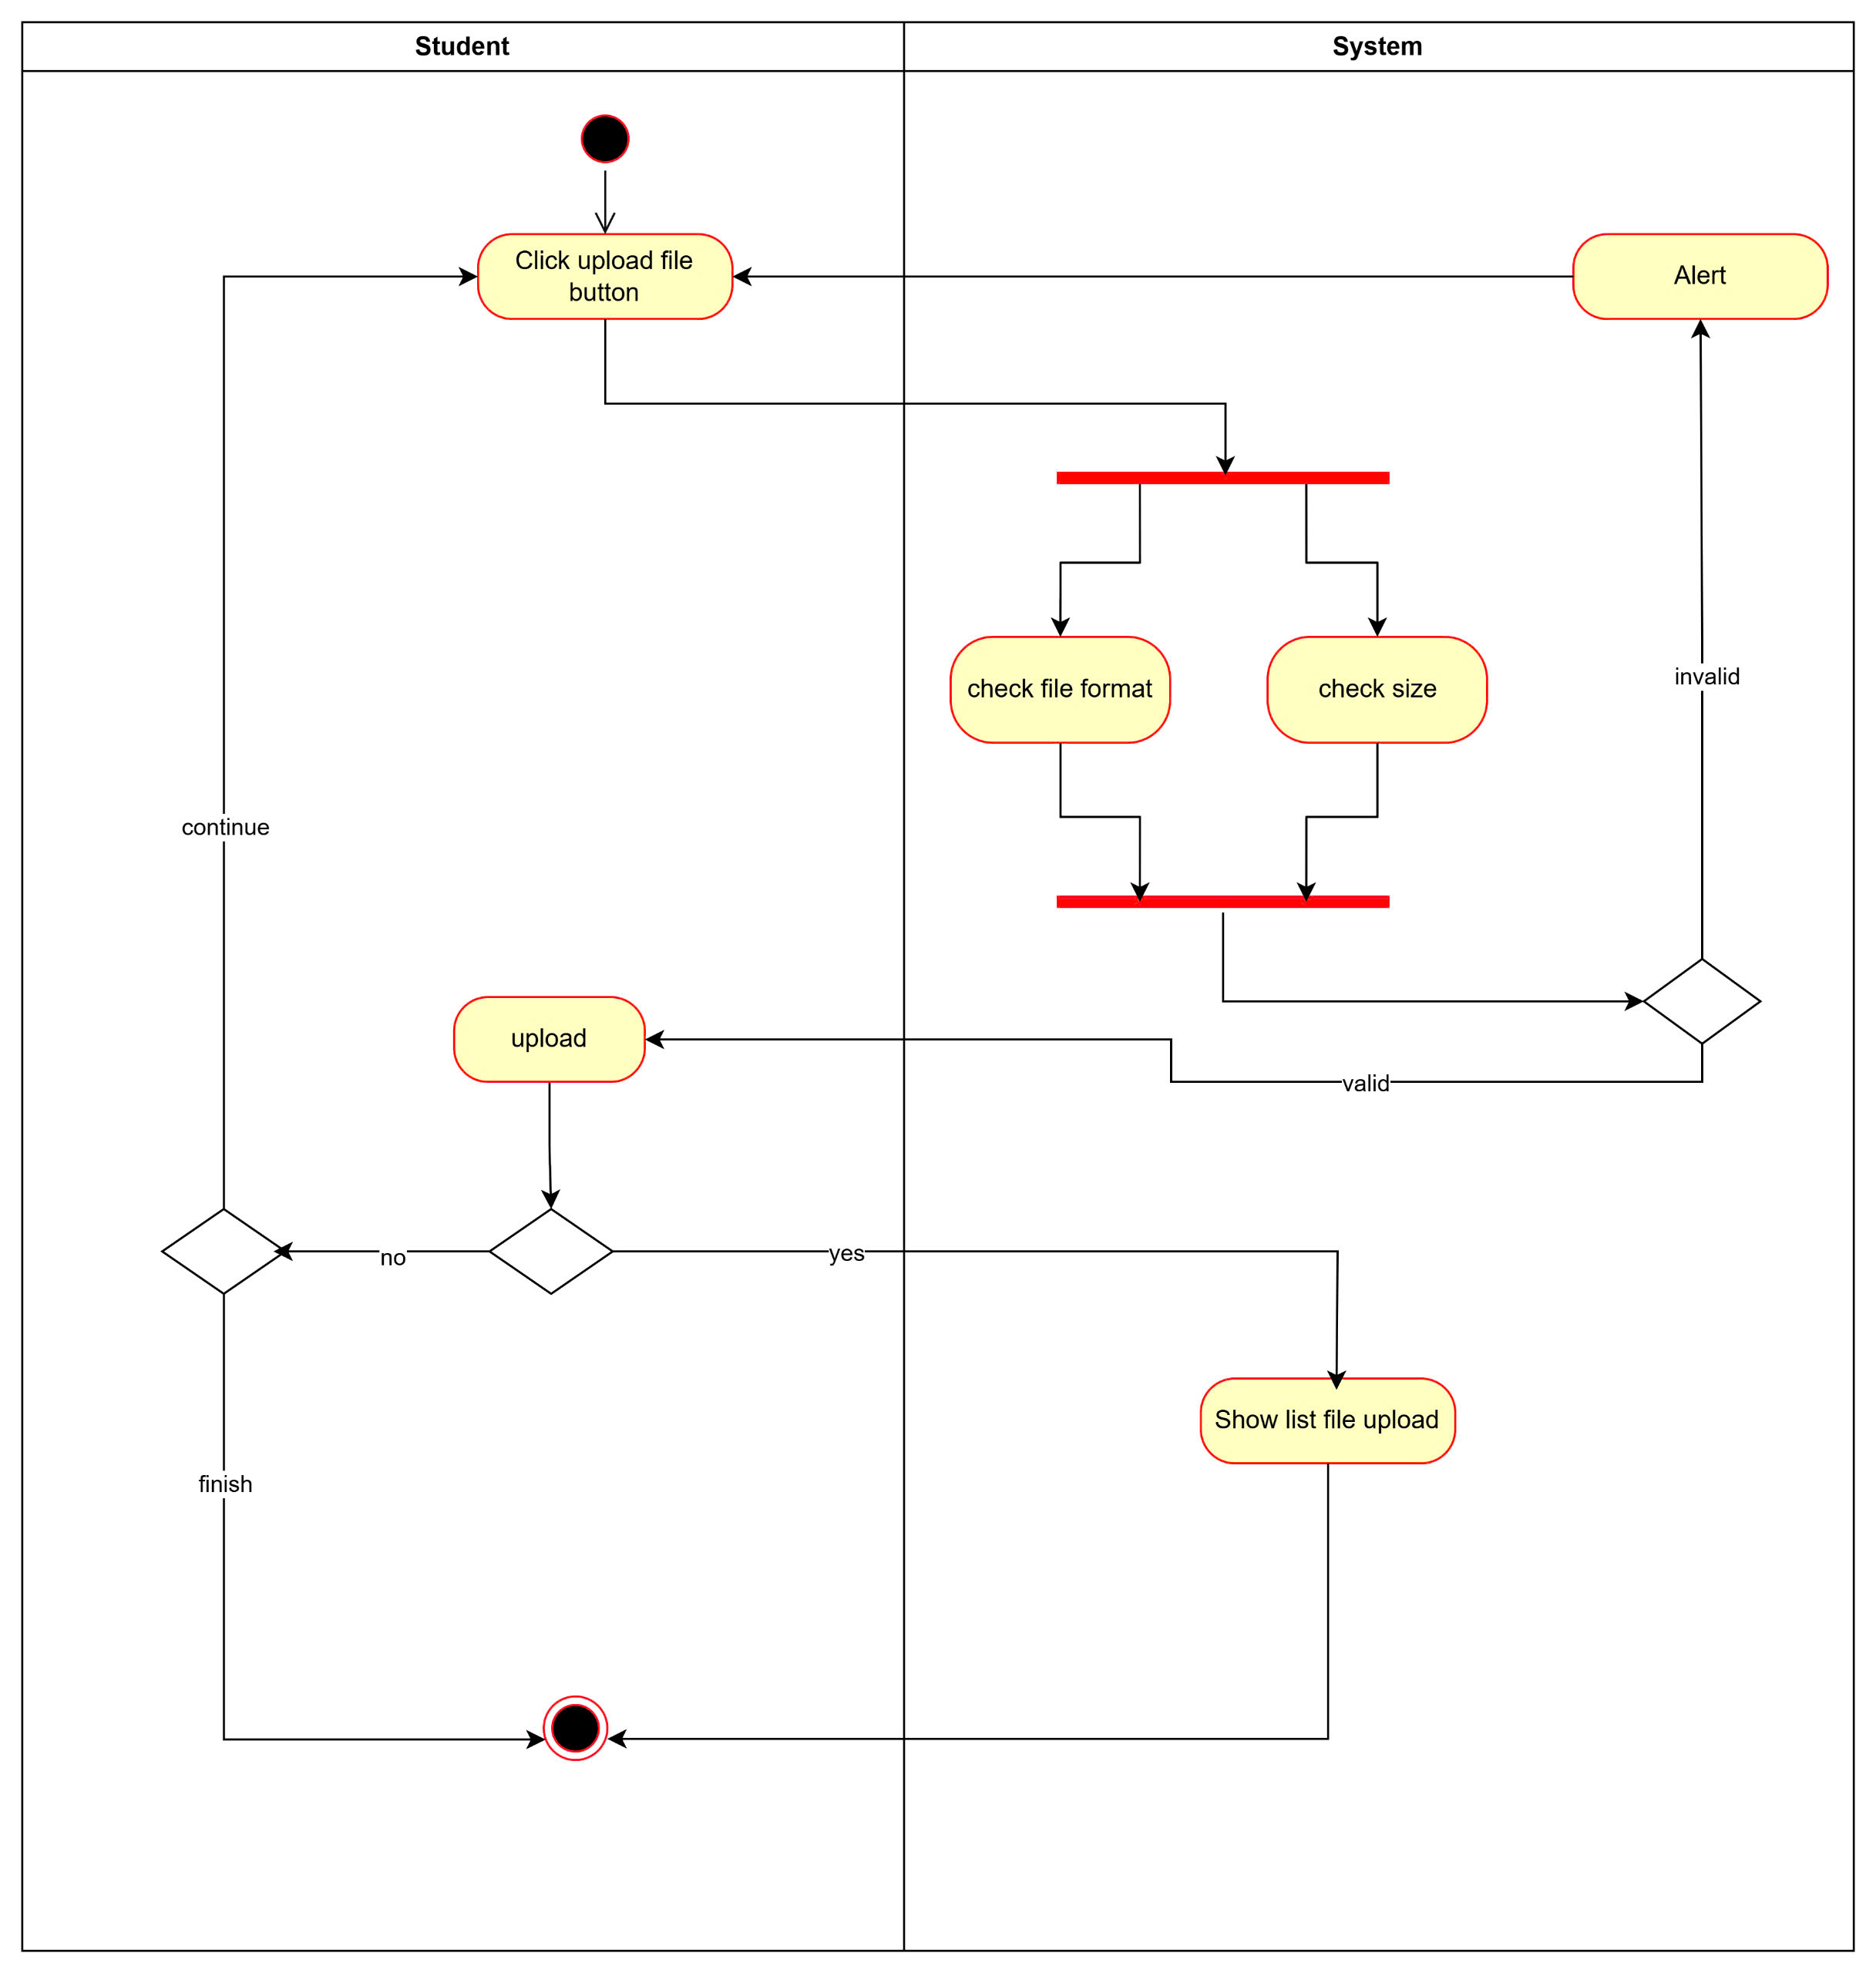 Student
System
Click upload file
button
Alert
check file format
check size
invalid
continue
upload
valid
no
yes
Show list file upload
finish